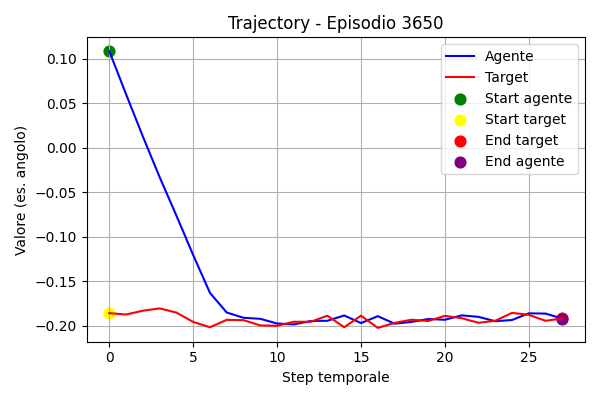 Trajectory - Episodio 3650
Agente
Target
Start agente
Start target
End target
End agente
Valore (es. angolo)
0.10
0.05
0.00
−0.05
−0.10
−0.15
−0.20
0 5 10 15 20 25
Step temporale